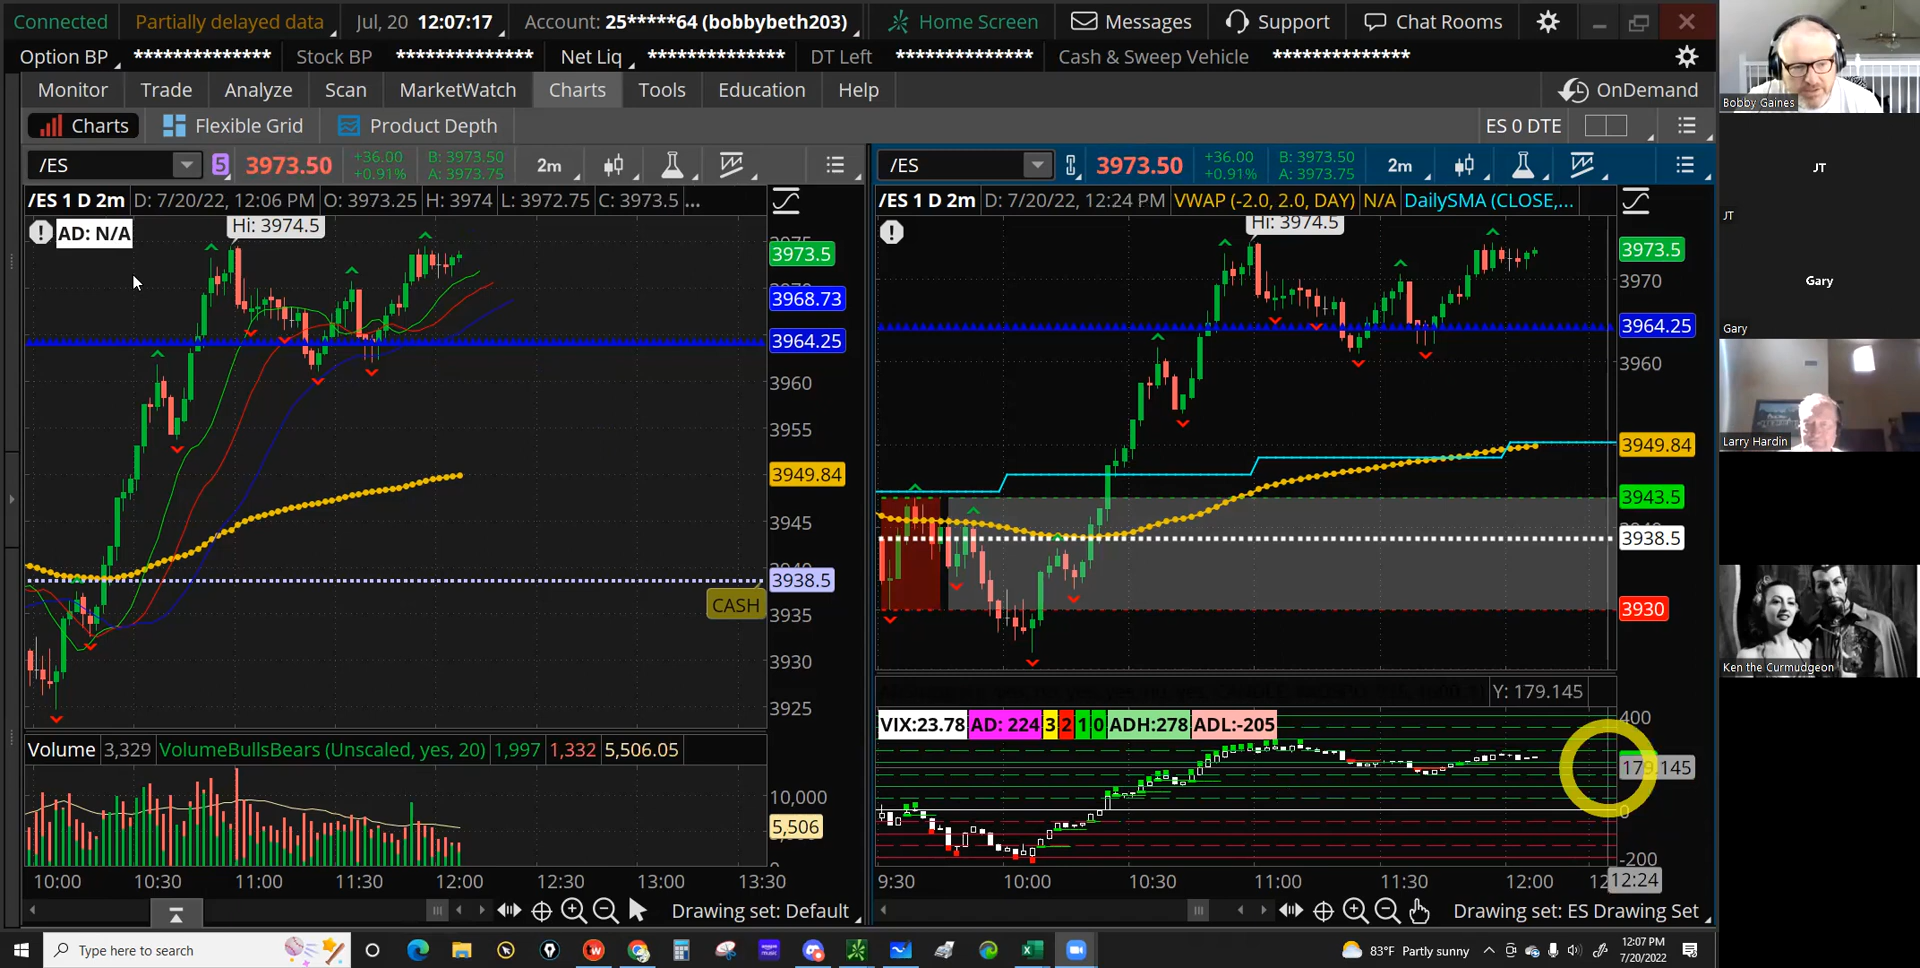 Connected Partially delayed data Jul, 20 12:07:17 Account: 25*****64 (bobbybeth203) Home Screen Messages Support Chat Rooms
Option BP ************** Stock BP ************** Net Liq ************** DT Left ************** Cash & Sweep Vehicle **************
Monitor Trade Analyze Scan MarketWatch Charts Tools Education Help OnDemand
Charts Flexible Grid Product Depth ES 0 DTE
/ES 5 3973.50 +36.00 +0.91% B: 3973.50 A: 3973.75 2m
/ES 1 D 2m D: 7/20/22, 12:06 PM O: 3973.25 H: 3974 L: 3972.75 C: 3973.5 ...
AD: N/A Hi: 3974.5
3973.5
3968.73
3964.25
3960
3955
3949.84
3945
3938.5
CASH
3935
3930
3925
Volume 3,329 VolumeBullsBears (Unscaled, yes, 20) 1,997 1,332 5,506.05
10,000
5,506
10:00 10:30 11:00 11:30 12:00 12:30 13:00 13:30
Drawing set: Default
/ES 3973.50 +36.00 +0.91% B: 3973.50 A: 3973.75 2m
/ES 1 D 2m D: 7/20/22, 12:24 PM VWAP (-2.0, 2.0, DAY) N/A DailySMA (CLOSE,...
Hi: 3974.5
3973.5
3970
3964.25
3960
3949.84
3943.5
3938.5
3930
Y: 179.145
VIX:23.78 AD: 224 3 2 1 0 ADH:278 ADL:-205
400
179.145
0
-200
9:30 10:00 10:30 11:00 11:30 12:00 12:24
Drawing set: ES Drawing Set
Bobby Gaines
JT
JT
Gary
Gary
Larry Hardin
Ken the Curmudgeon
Type here to search
83°F Partly sunny
12:07 PM
7/20/2022